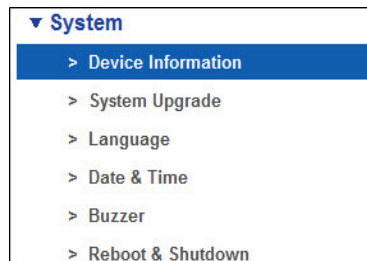 ▼ System
> Device Information
> System Upgrade
> Language
> Date & Time
> Buzzer
> Reboot & Shutdown